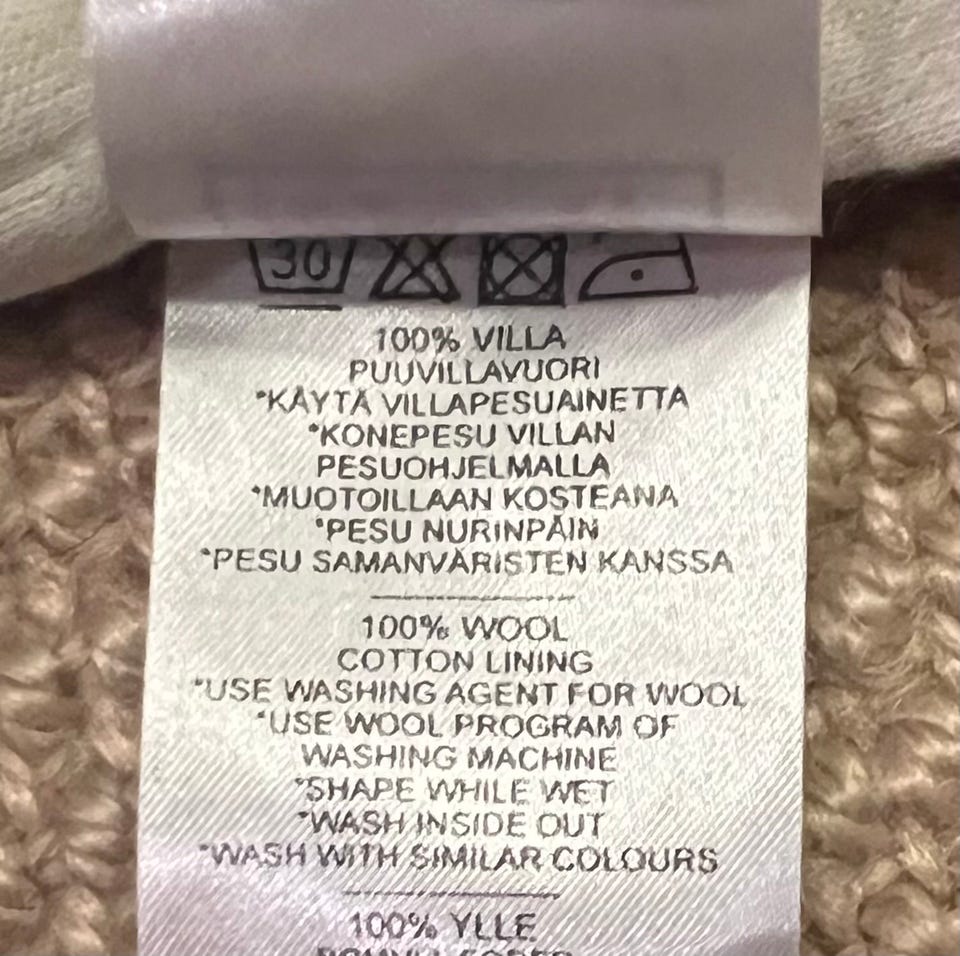 30
100% VILLA
PUUVILLAVUORI
*KÄYTÄ VILLAPESUAINETTA
*KONEPESU VILLAN
PESUOHJELMALLA
*MUOTOILLAAN KOSTEANA
*PESU NURINPÄIN
*PESU SAMANVÄRISTEN KANSSA
100% WOOL
COTTON LINING
*USE WASHING AGENT FOR WOOL
*USE WOOL PROGRAM OF
WASHING MACHINE
*SHAPE WHILE WET
*WASH INSIDE OUT
*WASH WITH SIMILAR COLOURS
100% YLLE